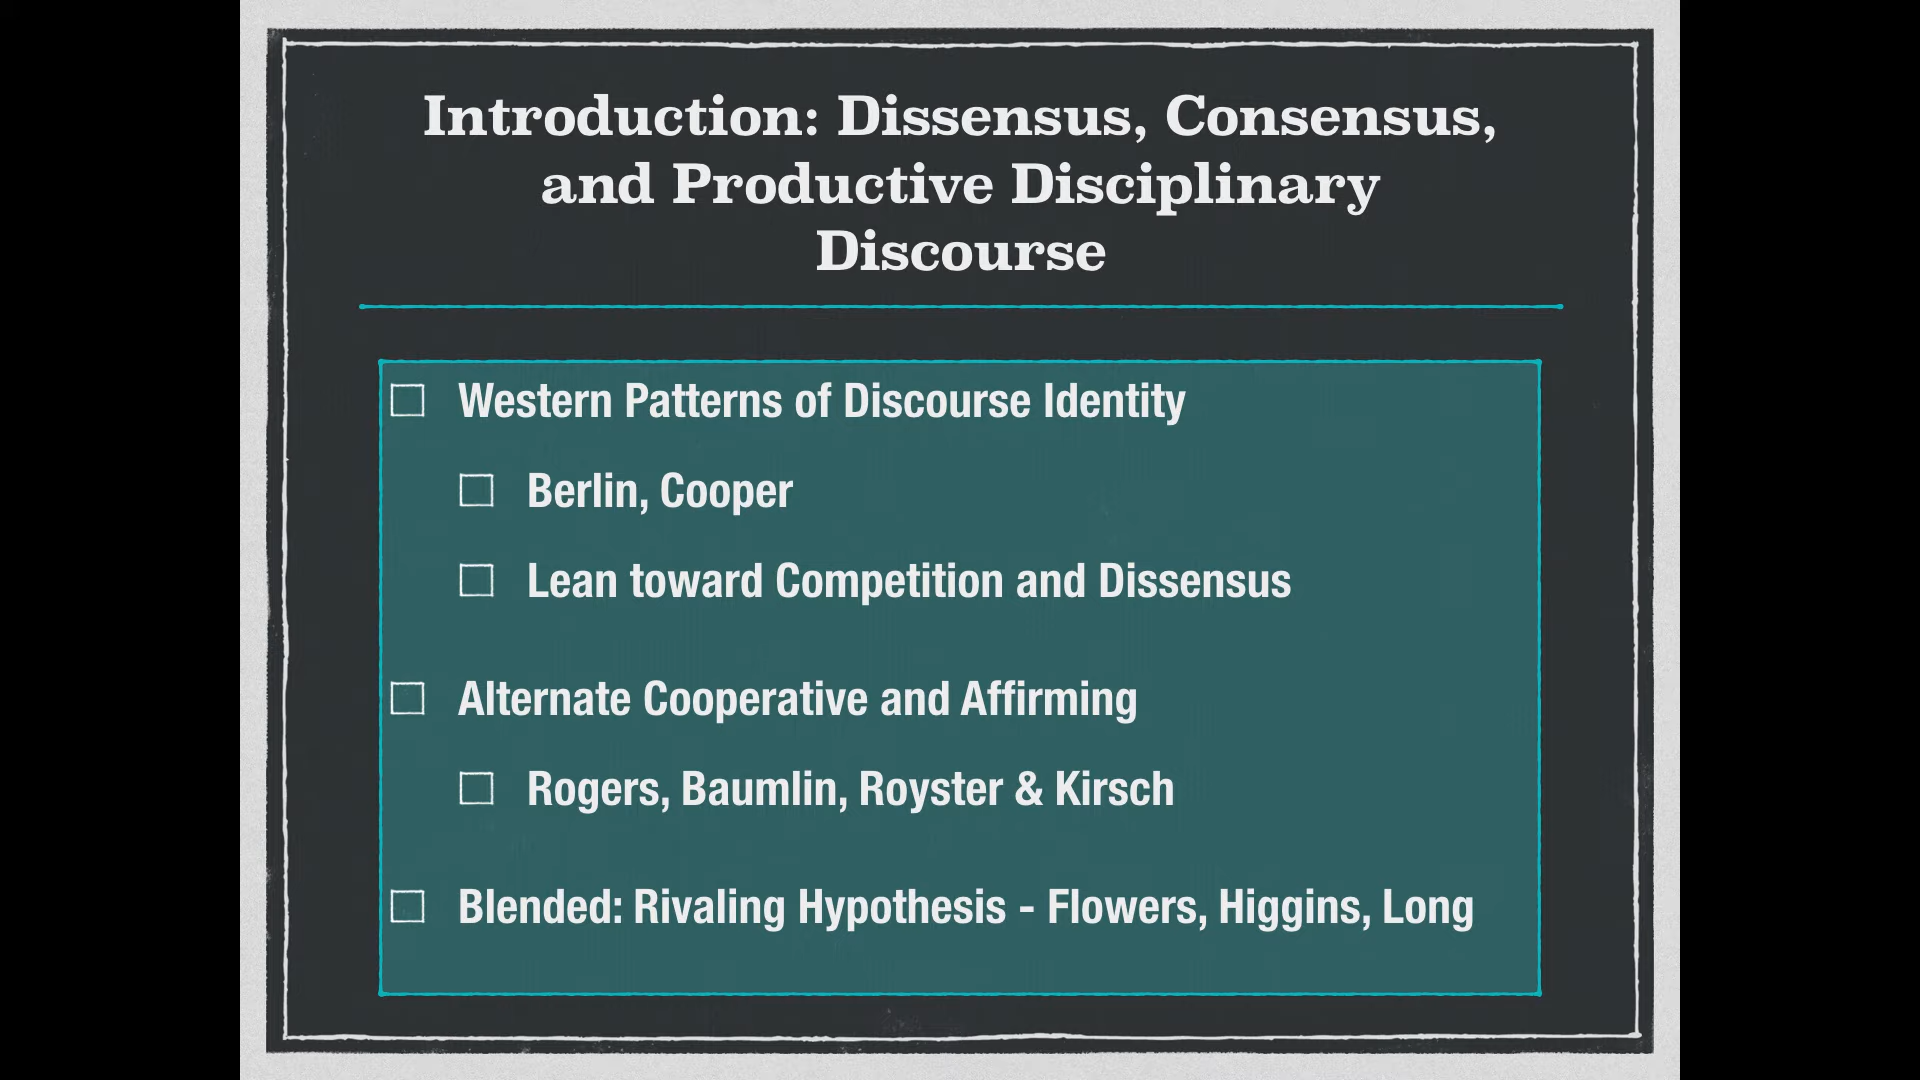 Introduction: Dissensus, Consensus,
and Productive Disciplinary
Discourse
Western Patterns of Discourse Identity
Berlin, Cooper
Lean toward Competition and Dissensus
Alternate Cooperative and Affirming
Rogers, Baumlin, Royster & Kirsch
Blended: Rivaling Hypothesis - Flowers, Higgins, Long